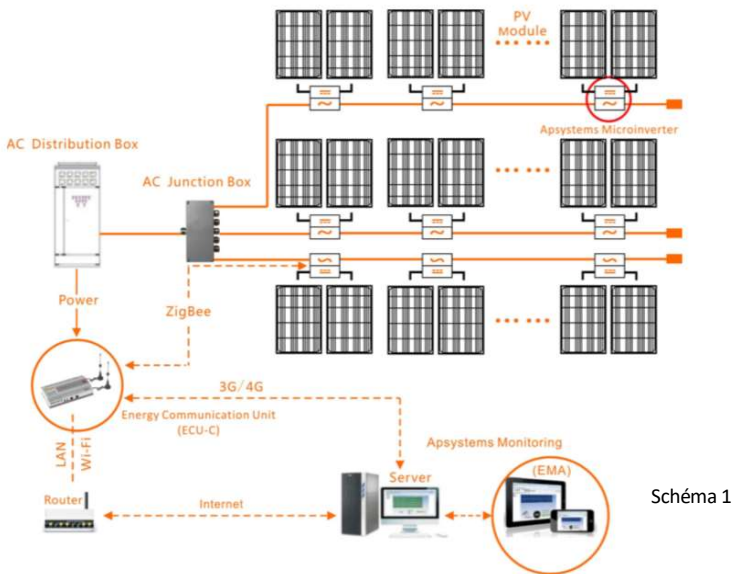 PV
Module
Apsystems Microinverter
AC Distribution Box
AC Junction Box
Power
ZigBee
3G/4G
Energy Communication Unit
(ECU-C)
LAN
Wi-Fi
Apsystems Monitoring
(EMA)
Server
Router
Internet
Schéma 1